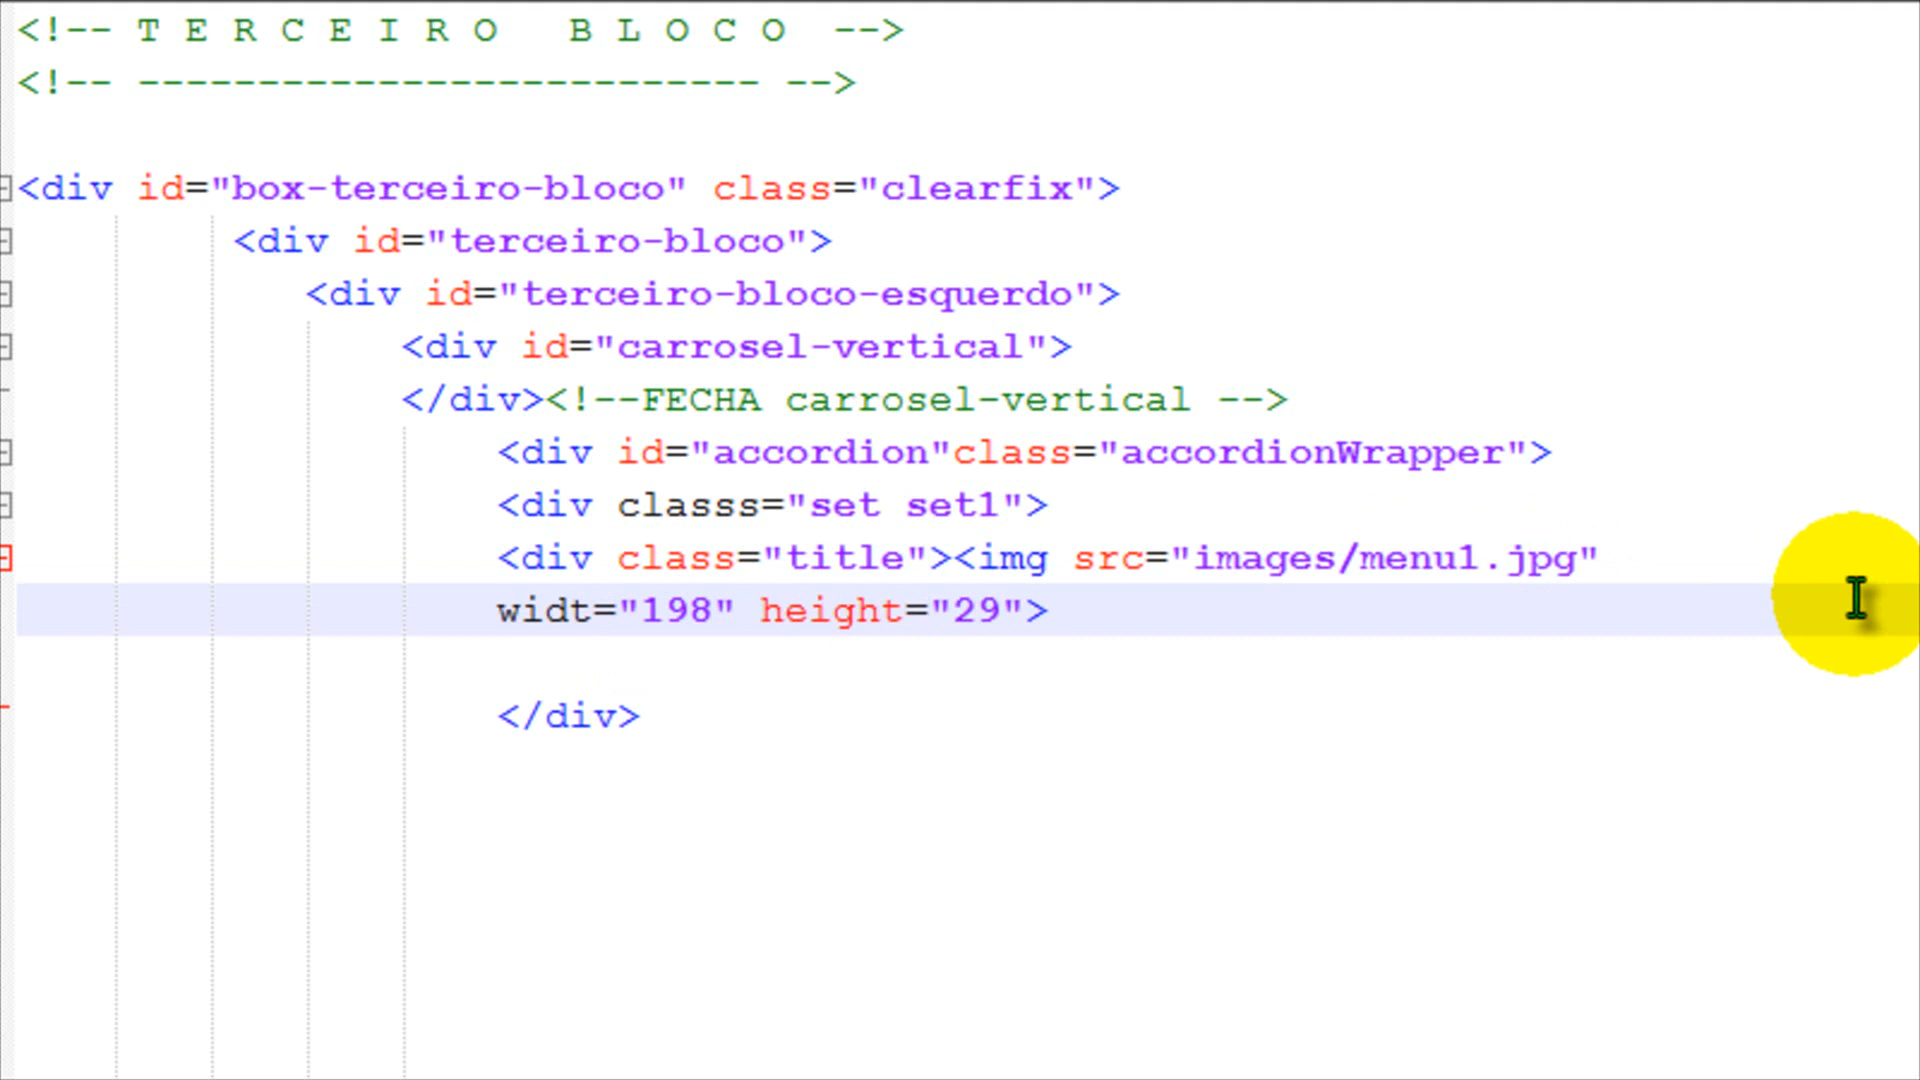 <!-- T E R C E I R O   B L O C O  -->
<!-- -------------------------- -->
<div id="box-terceiro-bloco" class="clearfix">
<div id="terceiro-bloco">
<div id="terceiro-bloco-esquerdo">
<div id="carrosel-vertical">
</div><!--FECHA carrosel-vertical -->
<div id="accordion"class="accordionWrapper">
<div classs="set set1">
<div class="title"><img src="images/menu1.jpg"
widt="198" height="29">
</div>